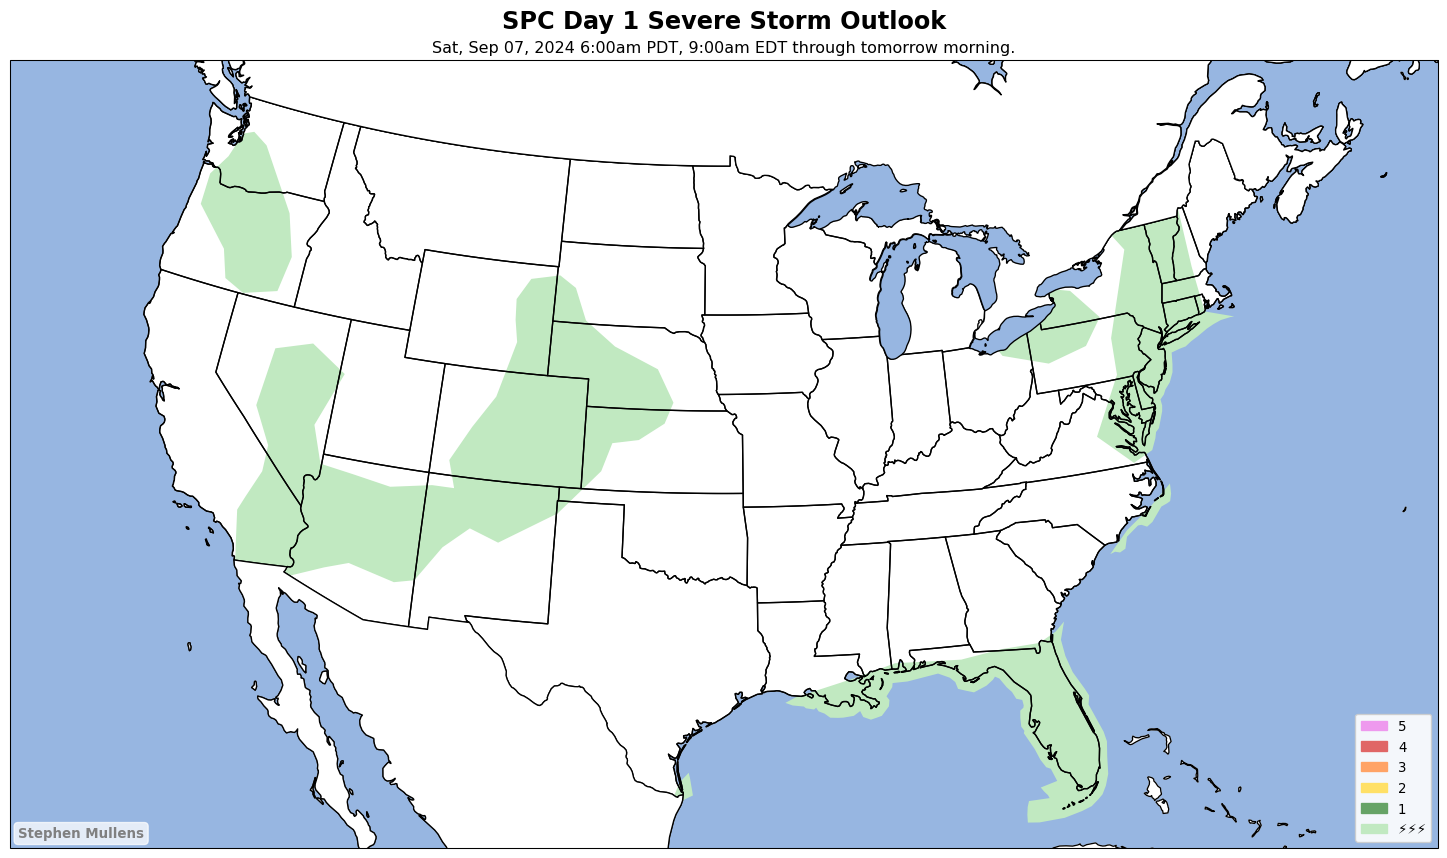 SPC Day 1 Severe Storm Outlook
Sat, Sep 07, 2024 6:00am PDT, 9:00am EDT through tomorrow morning.
5
4
3
2
1
⚡⚡⚡
Stephen Mullens